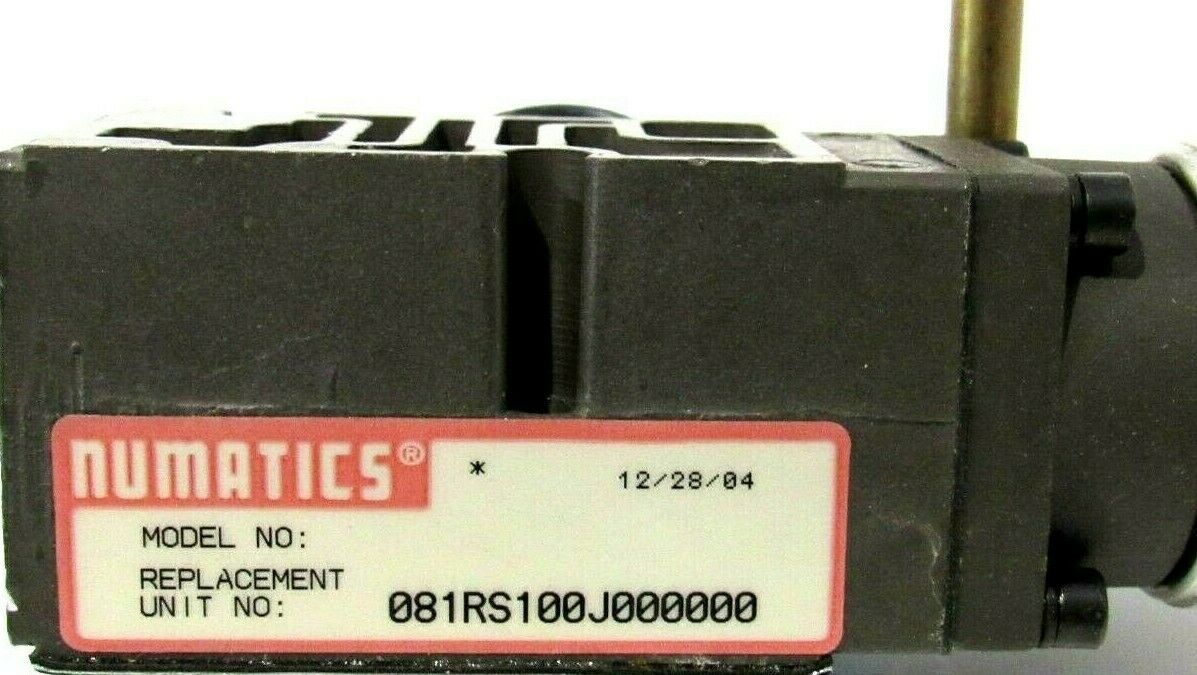 NUMATICS® * 12/28/04
MODEL NO:
REPLACEMENT
UNIT NO: 081RS100J000000